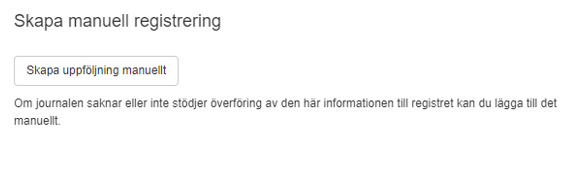 Skapa manuell registrering
Skapa uppföljning manuellt
Om journalen saknar eller inte stödjer överföring av den här informationen till registret kan du lägga till det
manuellt.